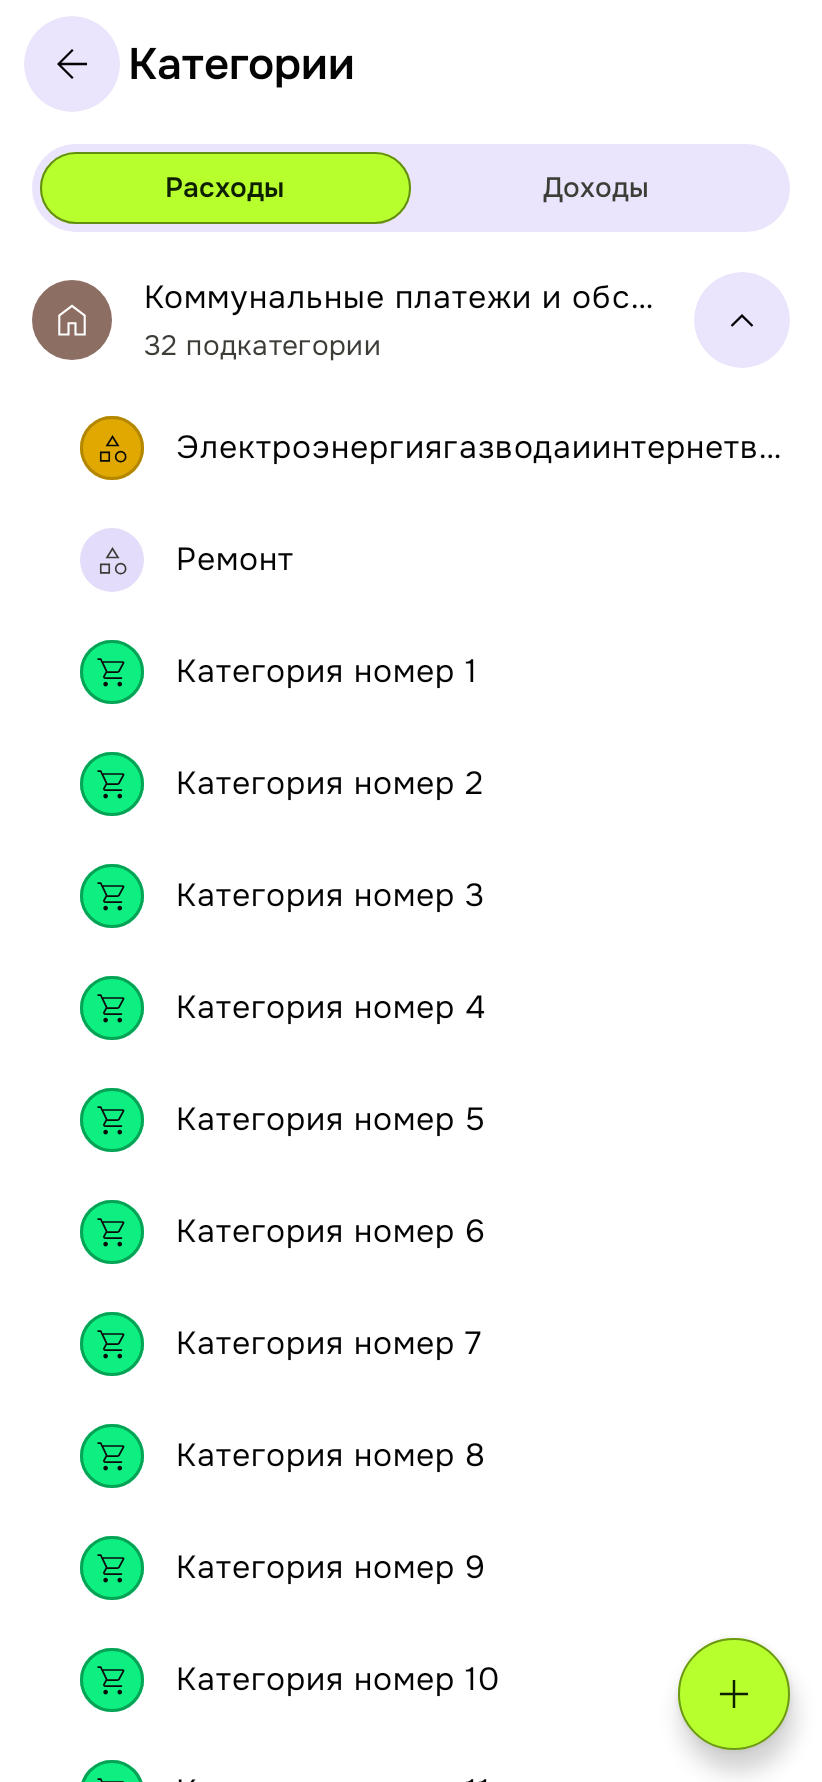 Категории
Расходы
Доходы
Коммунальные платежи и обс...
32 подкатегории
Электроэнергиягазводаиинтернетв...
Ремонт
Категория номер 1
Категория номер 2
Категория номер 3
Категория номер 4
Категория номер 5
Категория номер 6
Категория номер 7
Категория номер 8
Категория номер 9
Категория номер 10